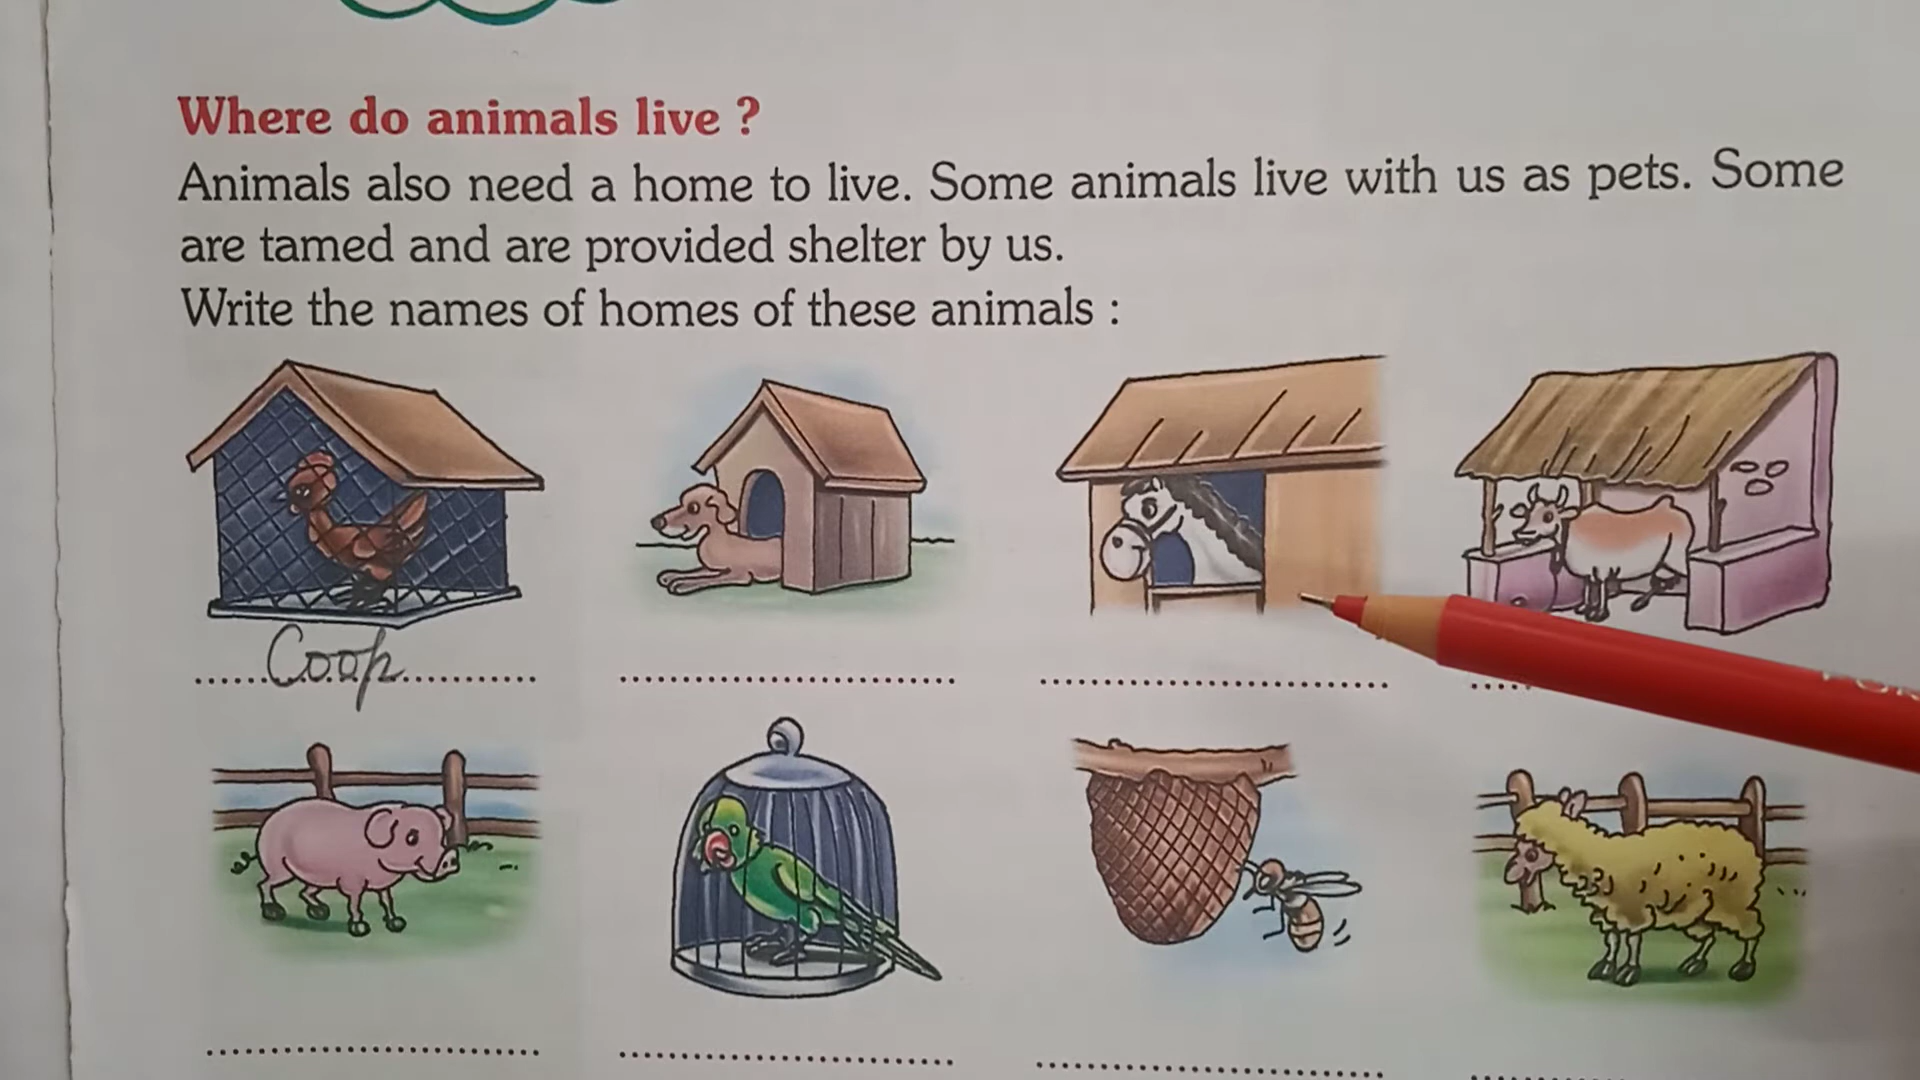 Where do animals live ?
Animals also need a home to live. Some animals live with us as pets. Some
are tamed and are provided shelter by us.
Write the names of homes of these animals :
Coop